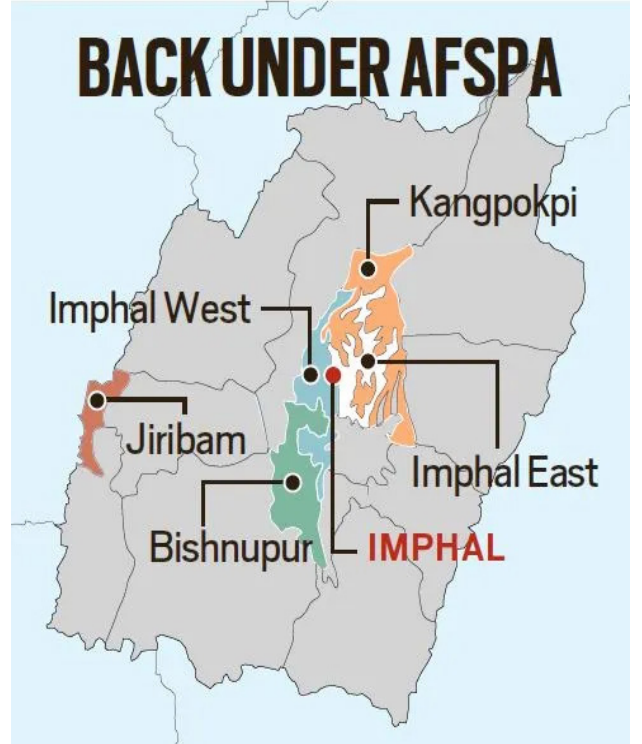 BACK UNDER AFSPA
Kangpokpi
Imphal West
Jiribam
Imphal East
Bishnupur
IMPHAL